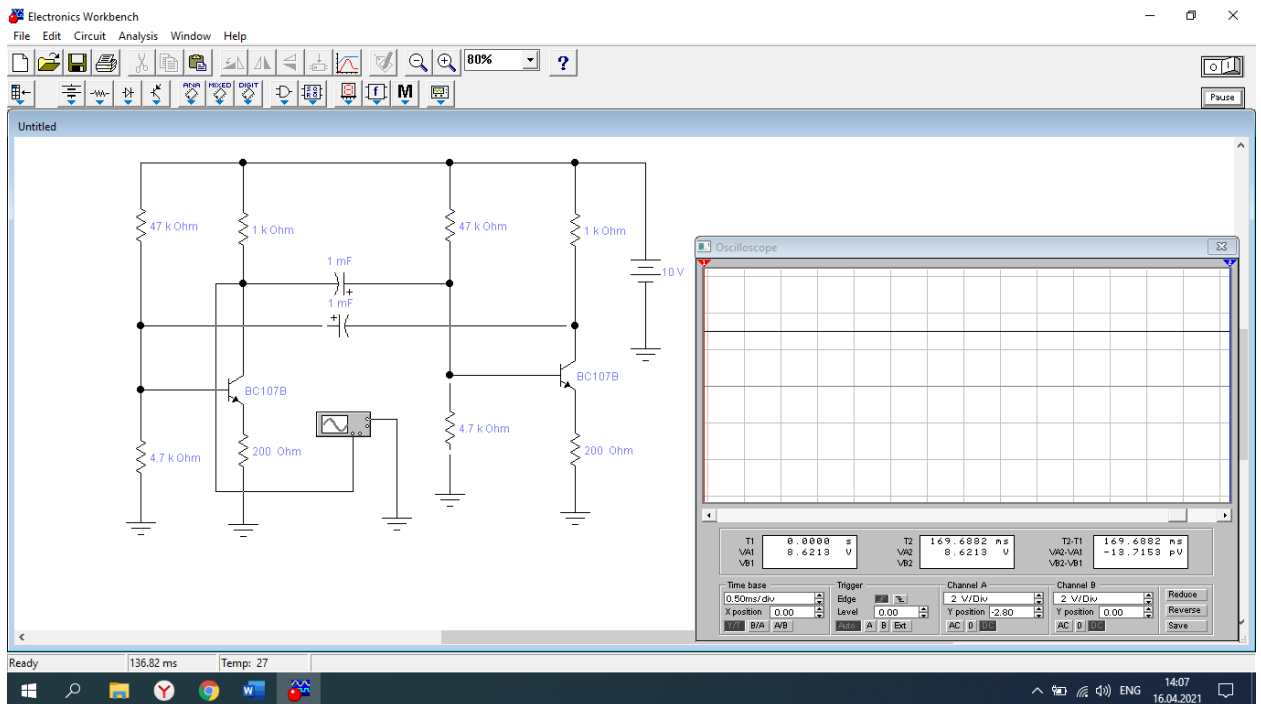 Electronics Workbench
File Edit Circuit Analysis Window Help
80%
?
ANA MIXED DIGIT
M
Pause
Untitled
47 k Ohm
1 k Ohm
47 k Ohm
1 k Ohm
1 mF
+
10 V
1 mF
+
BC107B
BC107B
4.7 k Ohm
4.7 k Ohm
200 Ohm
200 Ohm
Oscilloscope
1 2
T1 0.0000 s T2 169.6882 ms T2-T1 169.6882 ms
VA1 8.6213 V VA2 8.6213 V VA2-VA1 -13.7153 pV
VB1 VB2 VB2-VB1
Time base Trigger Channel A Channel B
0.50ms/div Edge 2 V/Div 2 V/Div Reduce
X position 0.00 Level 0.00 Y position -2.80 Y position 0.00 Reverse
Y/T B/A A/B Auto A B Ext AC 0 DC AC 0 DC Save
Ready 136.82 ms Temp: 27
ENG
14:07
16.04.2021